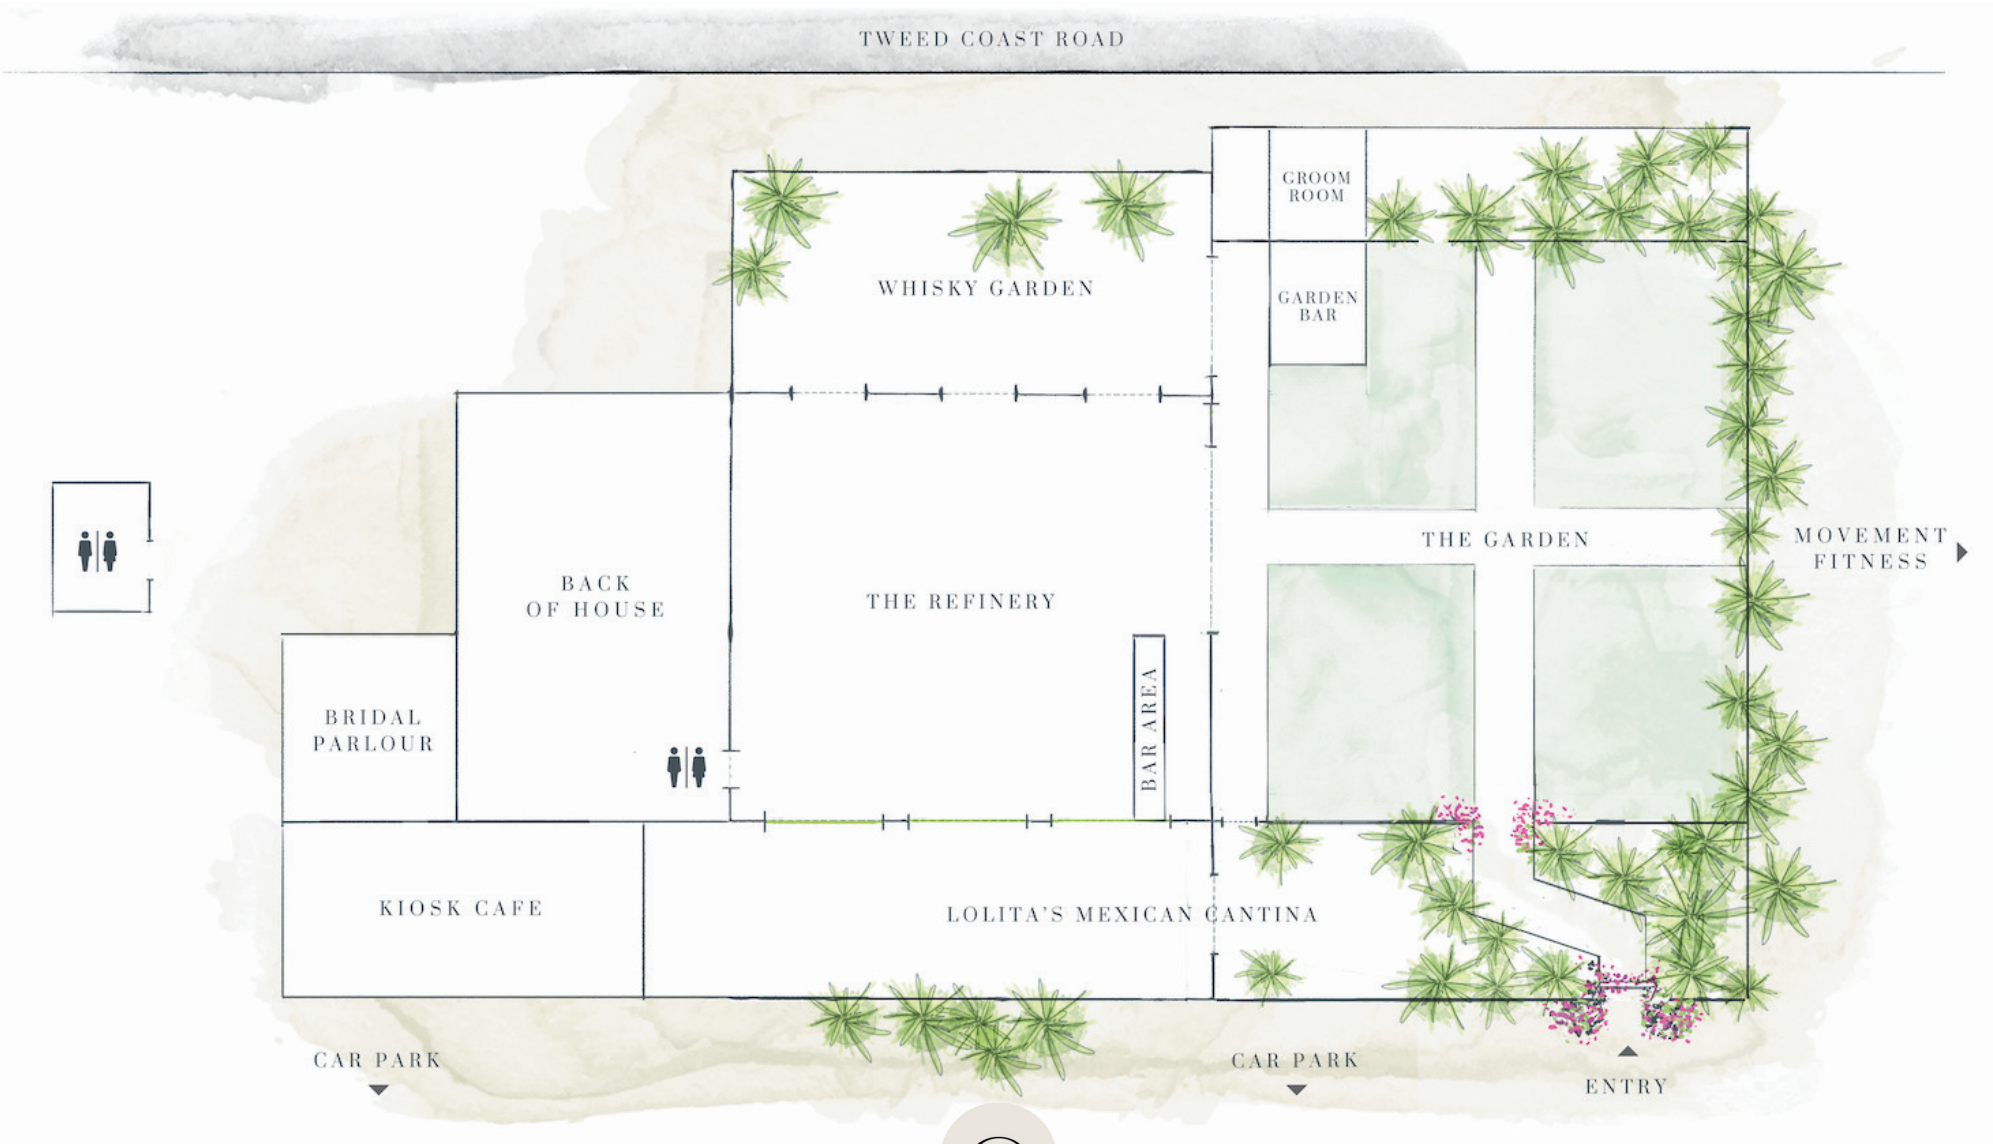 TWEED COAST ROAD
GROOM
ROOM
WHISKY GARDEN
GARDEN
BAR
THE GARDEN
MOVEMENT
FITNESS
BACK
OF HOUSE
THE REFINERY
BAR AREA
BRIDAL
PARLOUR
KIOSK CAFE
LOLITA'S MEXICAN CANTINA
CAR PARK
CAR PARK
ENTRY